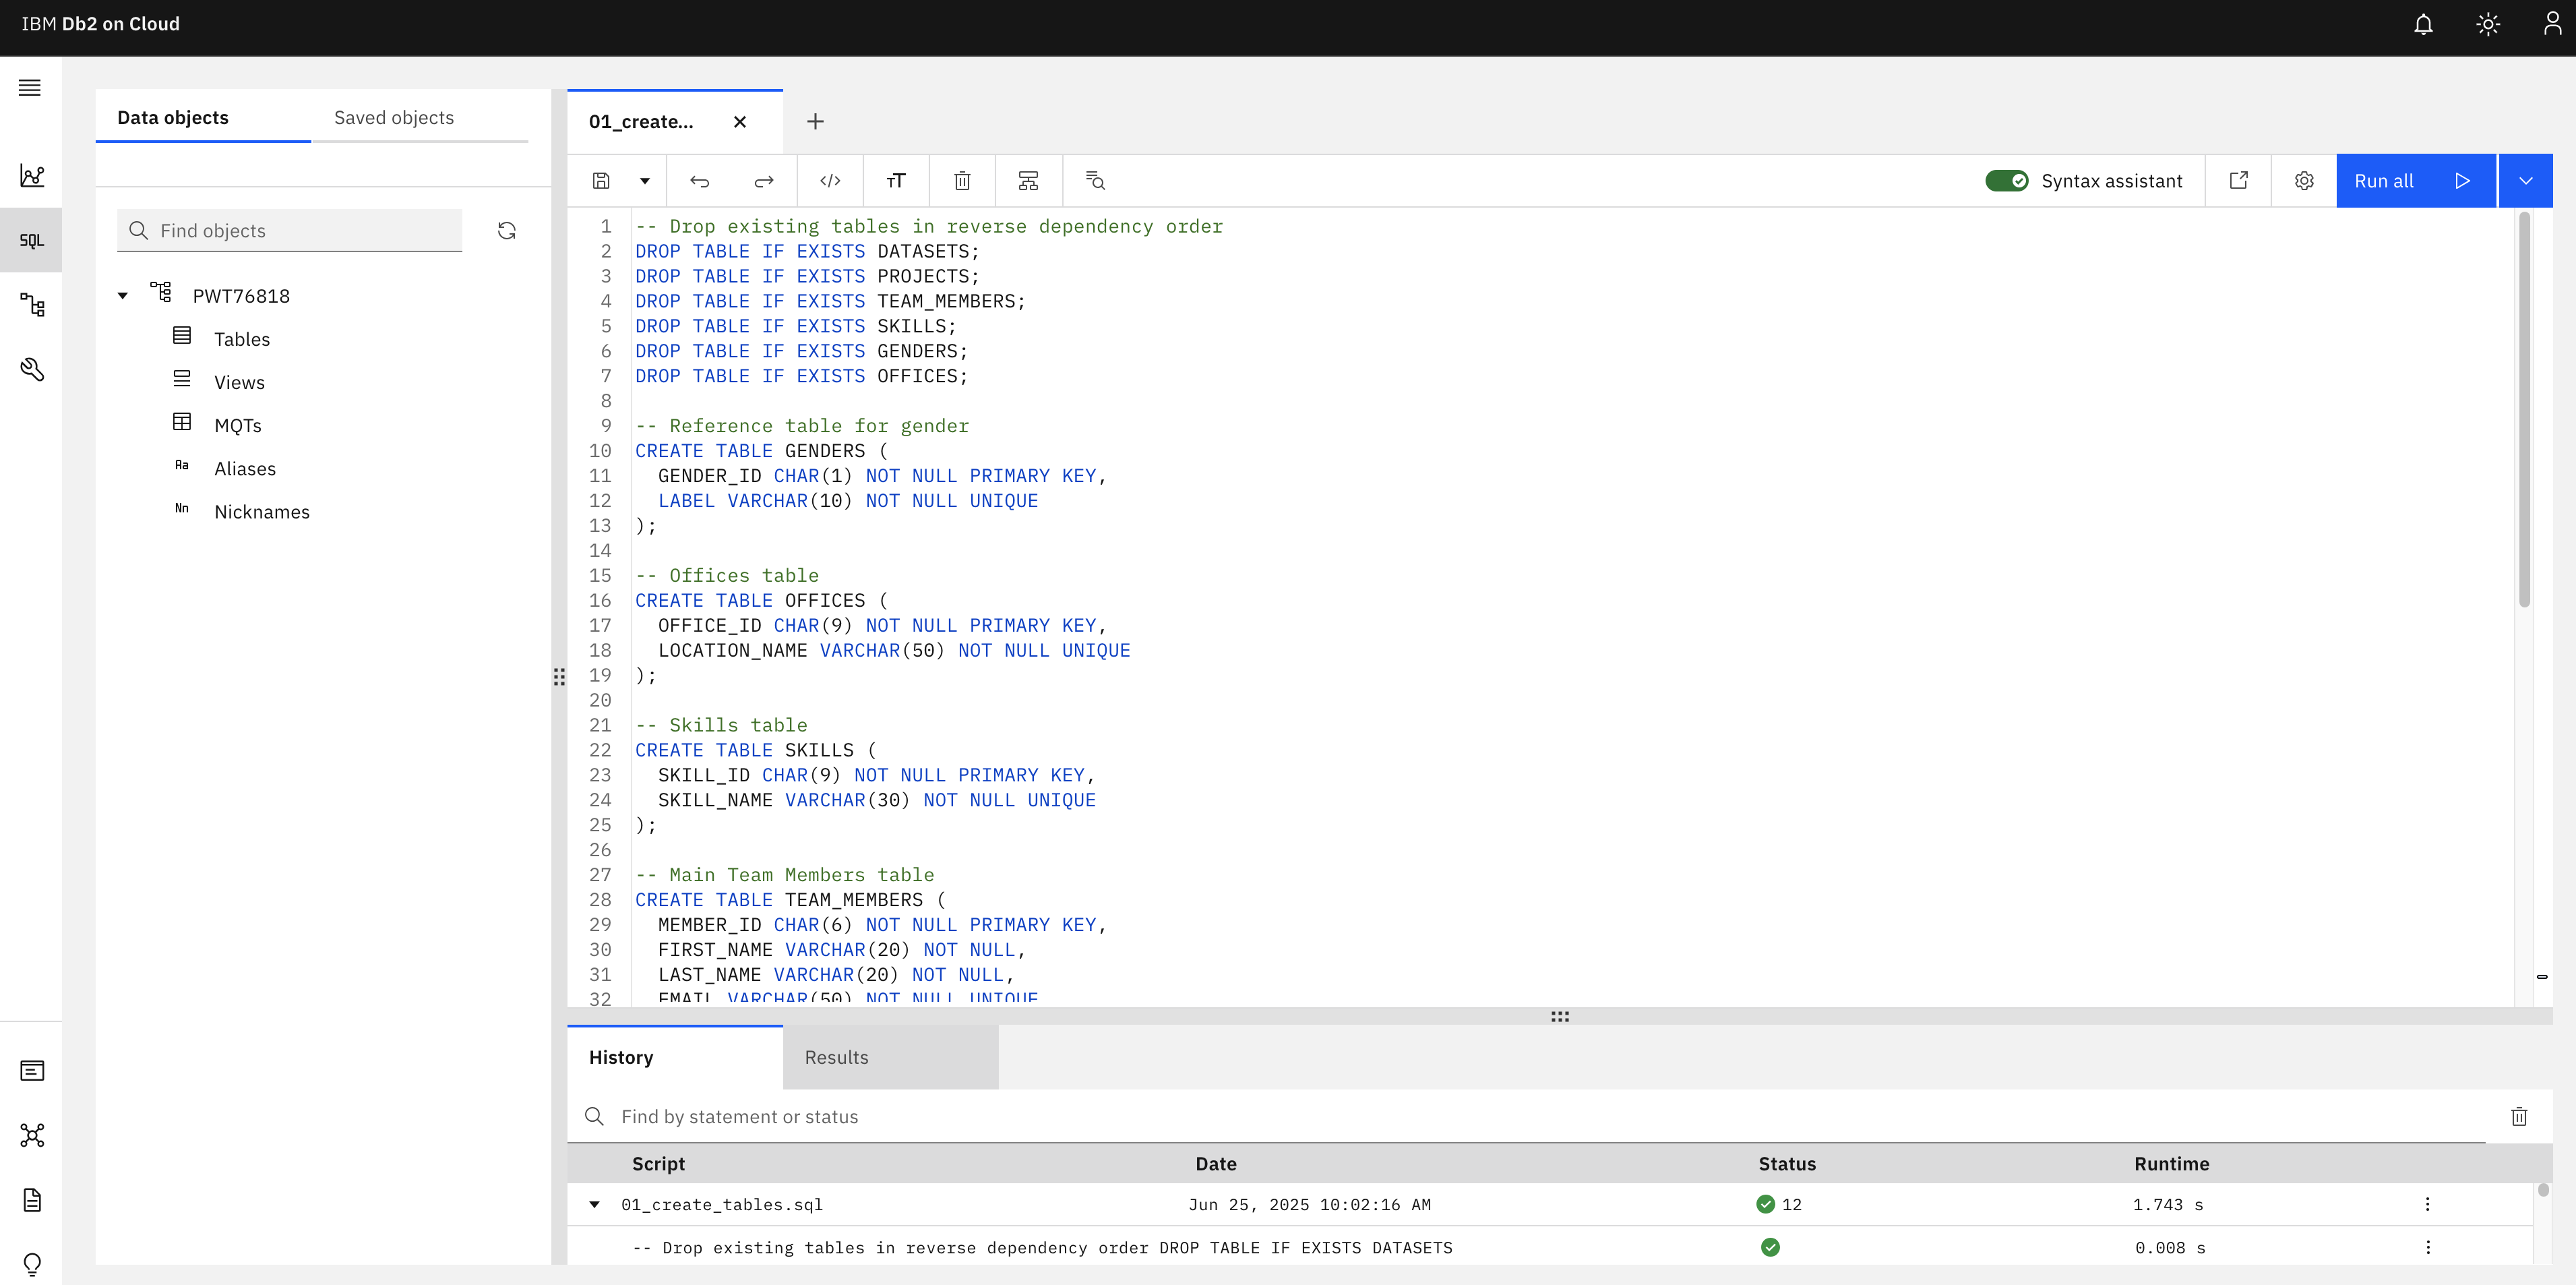 IBM Db2 on Cloud
Data objects
Saved objects
Find objects
PWT76818
Tables
Views
MQTs
Aa Aliases
Nn Nicknames
SQL
01_create...
TT
Syntax assistant
Run all
1 -- Drop existing tables in reverse dependency order
2 DROP TABLE IF EXISTS DATASETS;
3 DROP TABLE IF EXISTS PROJECTS;
4 DROP TABLE IF EXISTS TEAM_MEMBERS;
5 DROP TABLE IF EXISTS SKILLS;
6 DROP TABLE IF EXISTS GENDERS;
7 DROP TABLE IF EXISTS OFFICES;
8
9 -- Reference table for gender
10 CREATE TABLE GENDERS (
11 GENDER_ID CHAR(1) NOT NULL PRIMARY KEY,
12 LABEL VARCHAR(10) NOT NULL UNIQUE
13 );
14
15 -- Offices table
16 CREATE TABLE OFFICES (
17 OFFICE_ID CHAR(9) NOT NULL PRIMARY KEY,
18 LOCATION_NAME VARCHAR(50) NOT NULL UNIQUE
19 );
20
21 -- Skills table
22 CREATE TABLE SKILLS (
23 SKILL_ID CHAR(9) NOT NULL PRIMARY KEY,
24 SKILL_NAME VARCHAR(30) NOT NULL UNIQUE
25 );
26
27 -- Main Team Members table
28 CREATE TABLE TEAM_MEMBERS (
29 MEMBER_ID CHAR(6) NOT NULL PRIMARY KEY,
30 FIRST_NAME VARCHAR(20) NOT NULL,
31 LAST_NAME VARCHAR(20) NOT NULL,
32 EMAIL VARCHAR(50) NOT NULL UNIQUE
History
Results
Find by statement or status
Script Date Status Runtime
01_create_tables.sql Jun 25, 2025 10:02:16 AM 12 1.743 s
-- Drop existing tables in reverse dependency order DROP TABLE IF EXISTS DATASETS 0.008 s